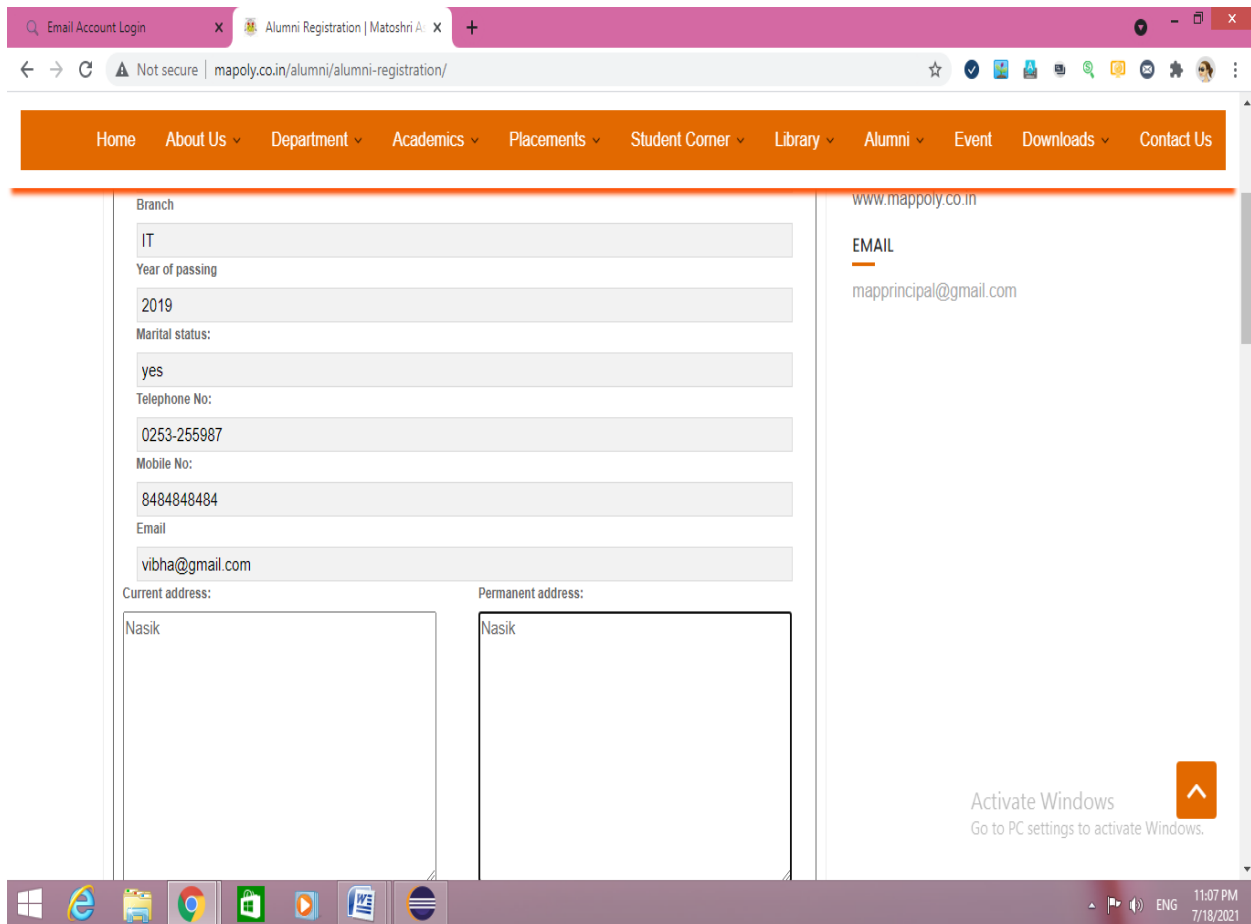 Email Account Login
Alumni Registration | Matoshri As
Not secure | mapoly.co.in/alumni/alumni-registration/
Home About Us Department Academics Placements Student Corner Library Alumni Event Downloads Contact Us
Branch
IT
Year of passing
2019
Marital status:
yes
Telephone No:
0253-255987
Mobile No:
8484848484
Email
vibha@gmail.com
Current address:
Nasik
Permanent address:
Nasik
www.mappoly.co.in
EMAIL
mapprincipal@gmail.com
Activate Windows
Go to PC settings to activate Windows.
ENG
11:07 PM
7/18/2021